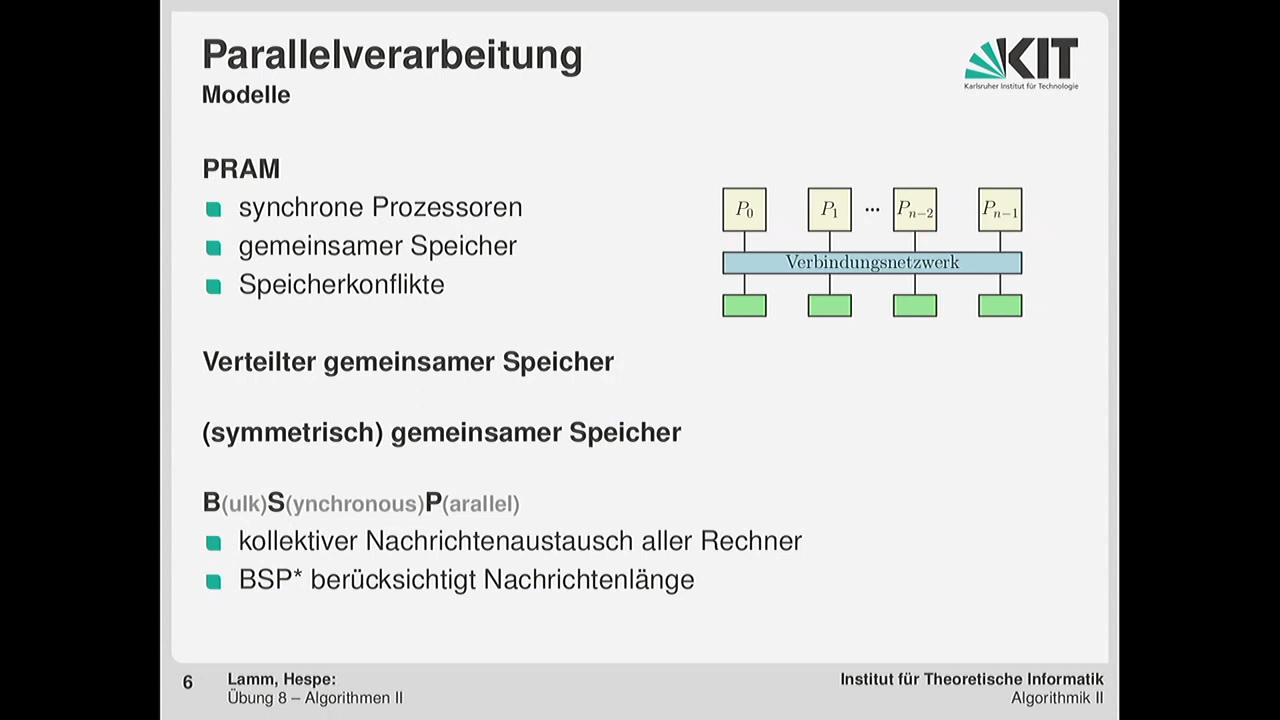 Parallelverarbeitung
Modelle
KIT
Karlsruher Institut für Technologie
PRAM
synchrone Prozessoren
gemeinsamer Speicher
Speicherkonflikte
P0 P1 ... Pn−2 Pn−1
Verbindungsnetzwerk
Verteilter gemeinsamer Speicher
(symmetrisch) gemeinsamer Speicher
B(ulk)S(ynchronous)P(arallel)
kollektiver Nachrichtenaustausch aller Rechner
BSP* berücksichtigt Nachrichtenlänge
6
Lamm, Hespe:
Übung 8 – Algorithmen II
Institut für Theoretische Informatik
Algorithmik II